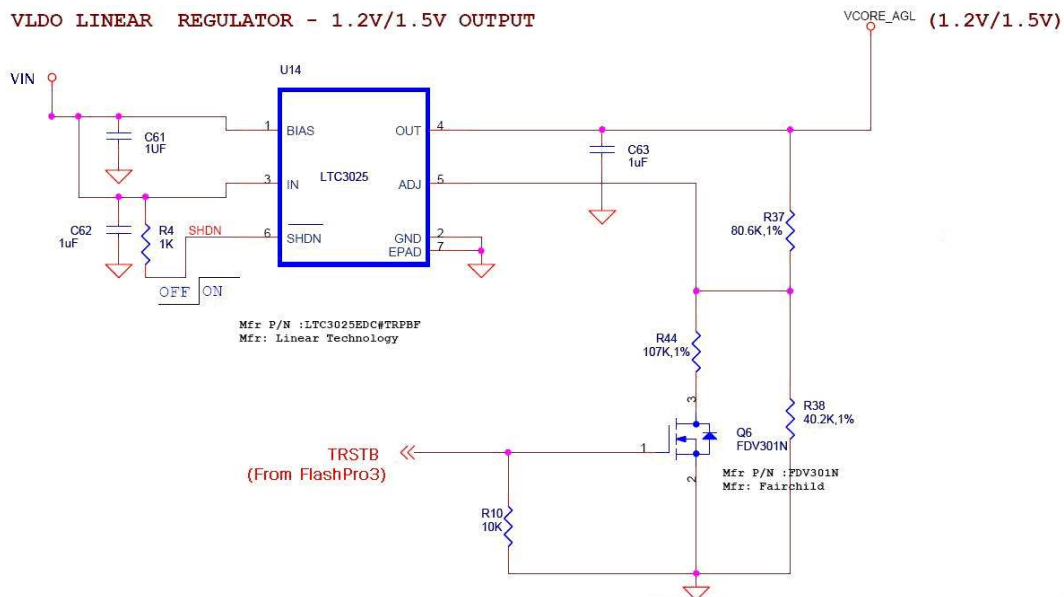 VLDO LINEAR REGULATOR - 1.2V/1.5V OUTPUT
VCORE_AGL (1.2V/1.5V)
VIN
U14
C61
1UF
1
BIAS
OUT
4
C63
1uF
LTC3025
3
IN
ADJ
5
R37
80.6K,1%
C62
1uF
R4
1K
SHDN
6
SHDN
GND
2
EPAD
7
OFF
ON
Mfr P/N :LTC3025EDC#TRPBF
Mfr: Linear Technology
R44
107K,1%
3
R38
40.2K,1%
Q6
FDV301N
1
TRSTB
(From FlashPro3)
2
Mfr P/N :FDV301N
Mfr: Fairchild
R10
10K